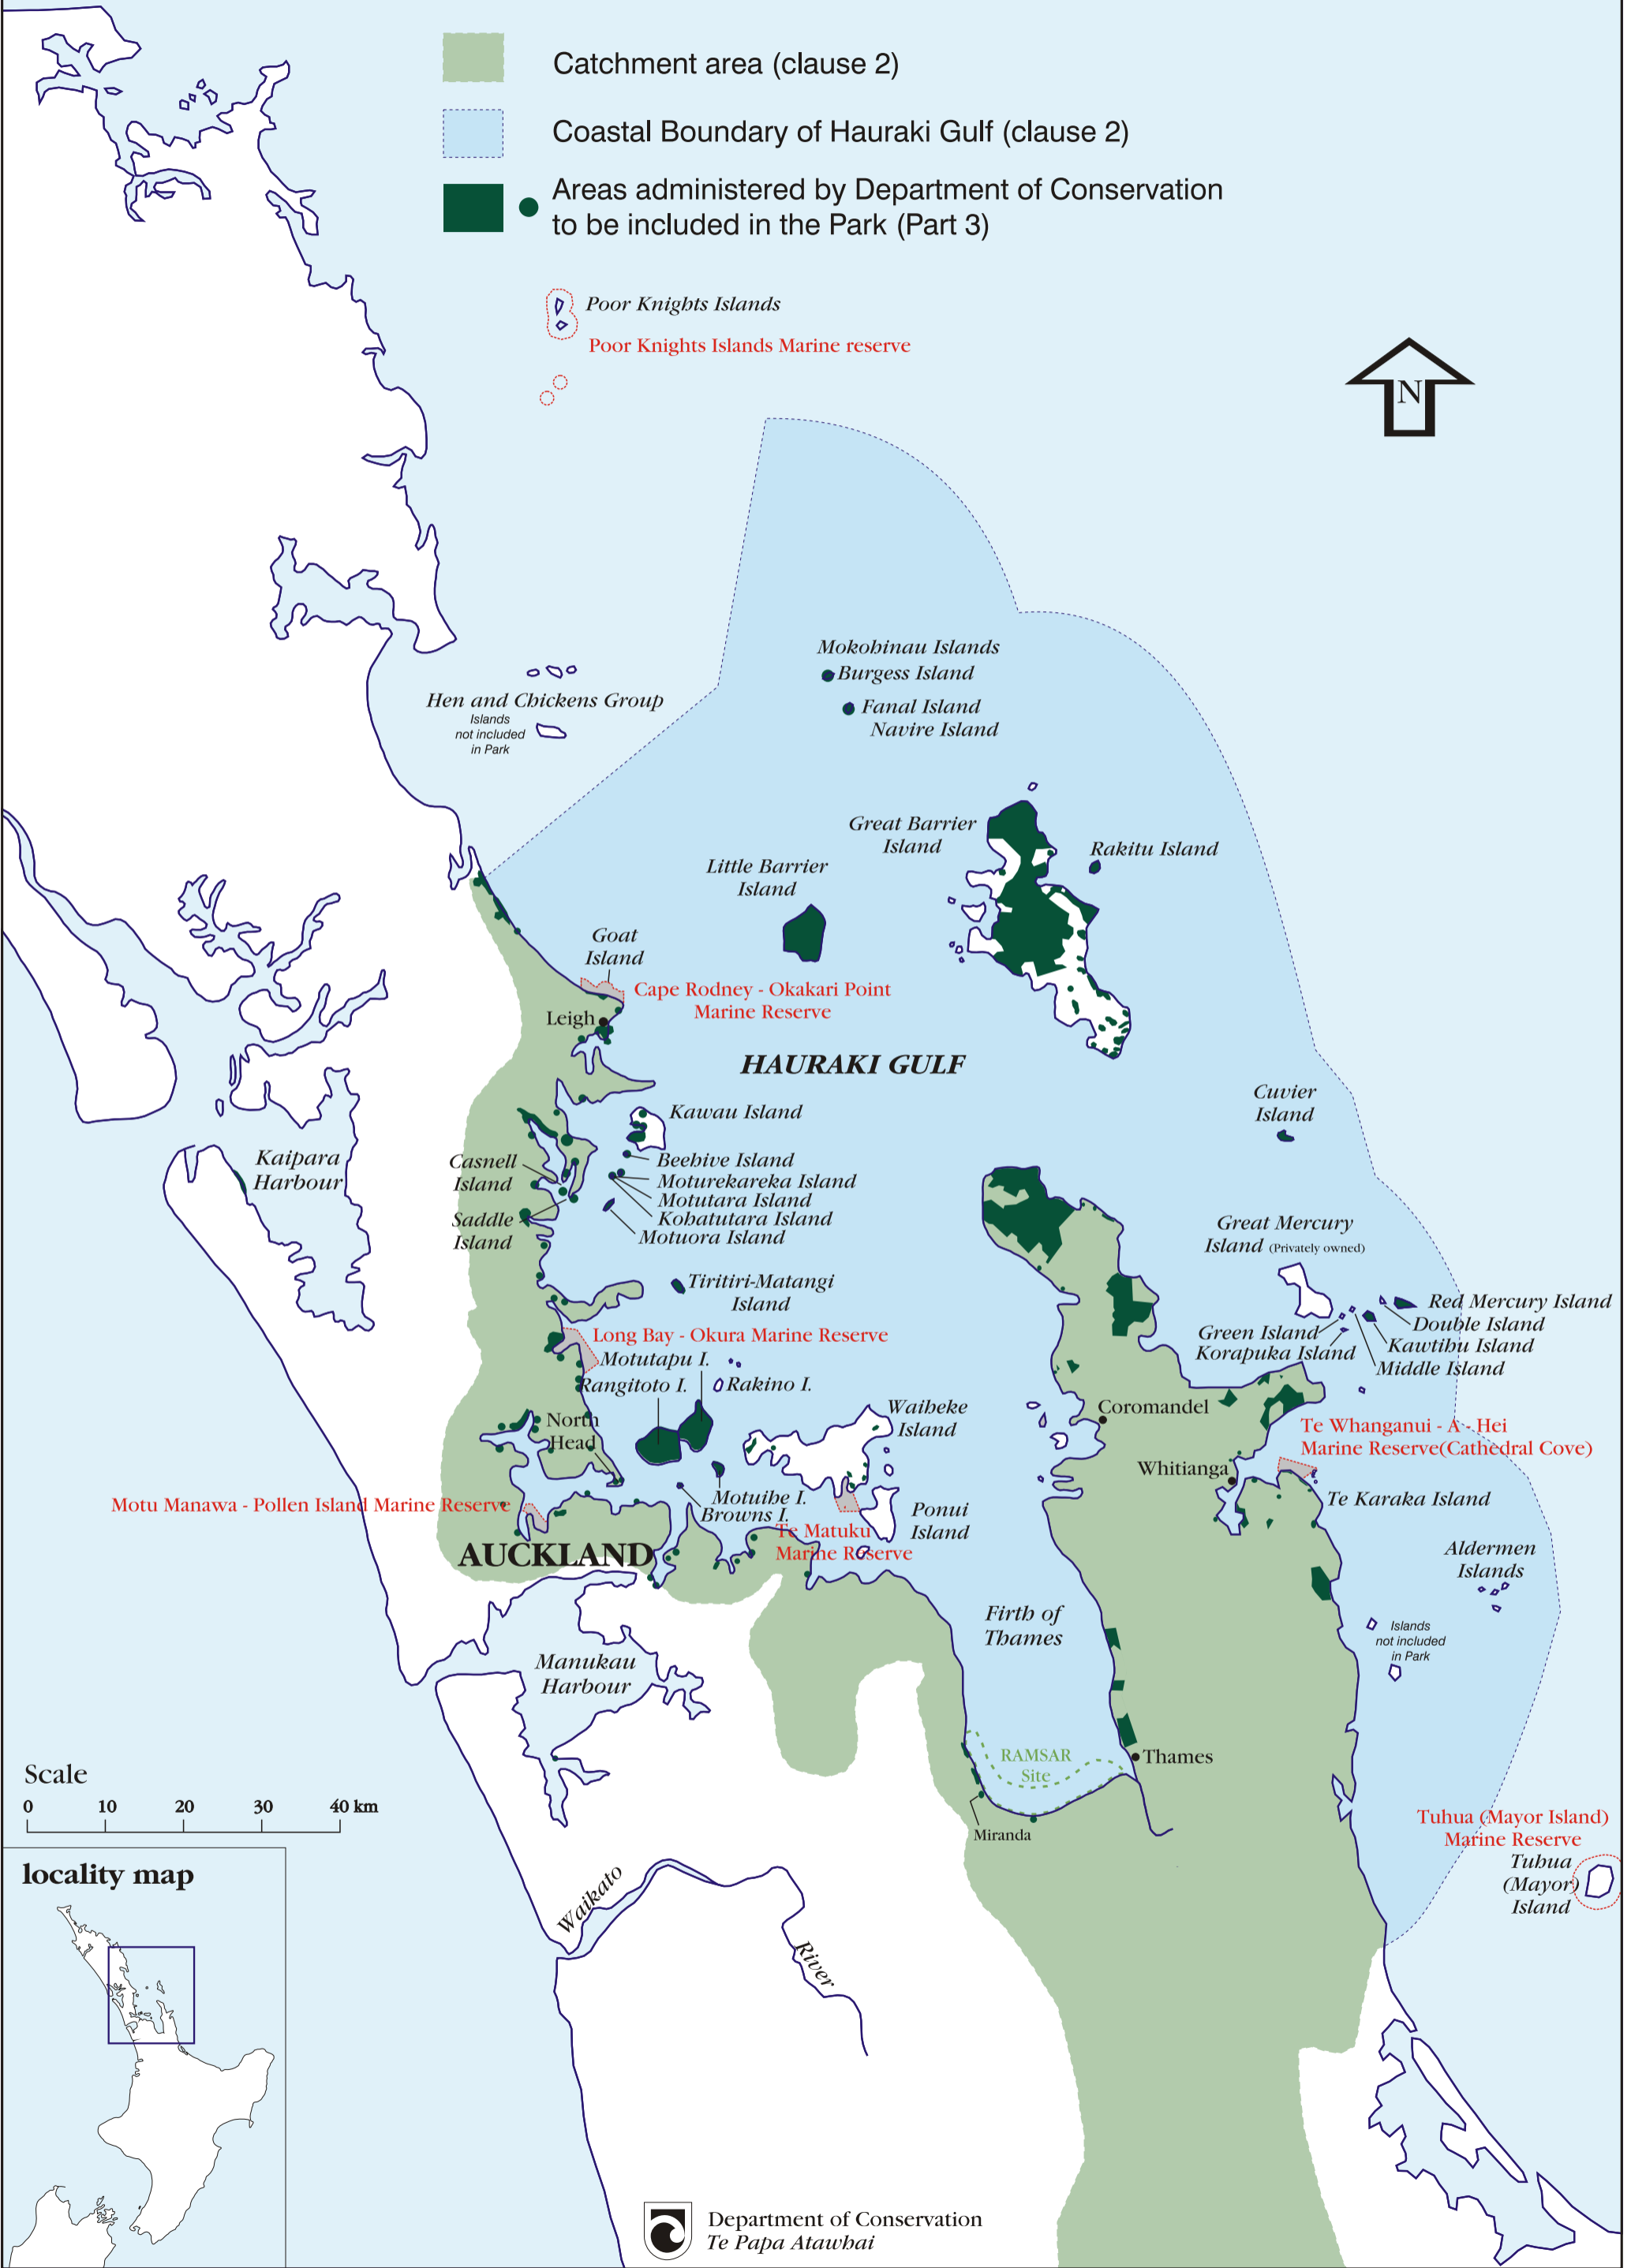 Catchment area (clause 2)
Coastal Boundary of Hauraki Gulf (clause 2)
Areas administered by Department of Conservation
to be included in the Park (Part 3)
Poor Knights Islands
Poor Knights Islands Marine reserve
N
Mokohinau Islands
Burgess Island
Fanal Island
Navire Island
Hen and Chickens Group
Islands
not included
in Park
Great Barrier
Island
Rakitu Island
Little Barrier
Island
Goat
Island
Cape Rodney - Okakari Point
Marine Reserve
Leigh
HAURAKI GULF
Cuvier
Island
Kawau Island
Kaipara
Harbour
Casnell
Island
Beehive Island
Moturekareka Island
Motutara Island
Kohatutara Island
Motuora Island
Saddle
Island
Great Mercury
Island (Privately owned)
Tiritiri-Matangi
Island
Red Mercury Island
Double Island
Green Island
Kawtihu Island
Korapuka Island
Middle Island
Long Bay - Okura Marine Reserve
Motutapu I.
Rangitoto I.
Rakino I.
Waiheke
Island
Coromandel
North
Head
Te Whanganui - A - Hei
Marine Reserve(Cathedral Cove)
Whitianga
Te Karaka Island
Motu Manawa - Pollen Island Marine Reserve
Motuihe I.
Browns I.
Ponui
Island
Te Matuku
Marine Reserve
AUCKLAND
Aldermen
Islands
Firth of
Thames
Islands
not included
in Park
Manukau
Harbour
RAMSAR
Site
Thames
Scale
0 10 20 30 40 km
Miranda
Tuhua (Mayor Island)
Marine Reserve
Tuhua
(Mayor)
Island
locality map
Waikato
River
Department of Conservation
Te Papa Atawhai